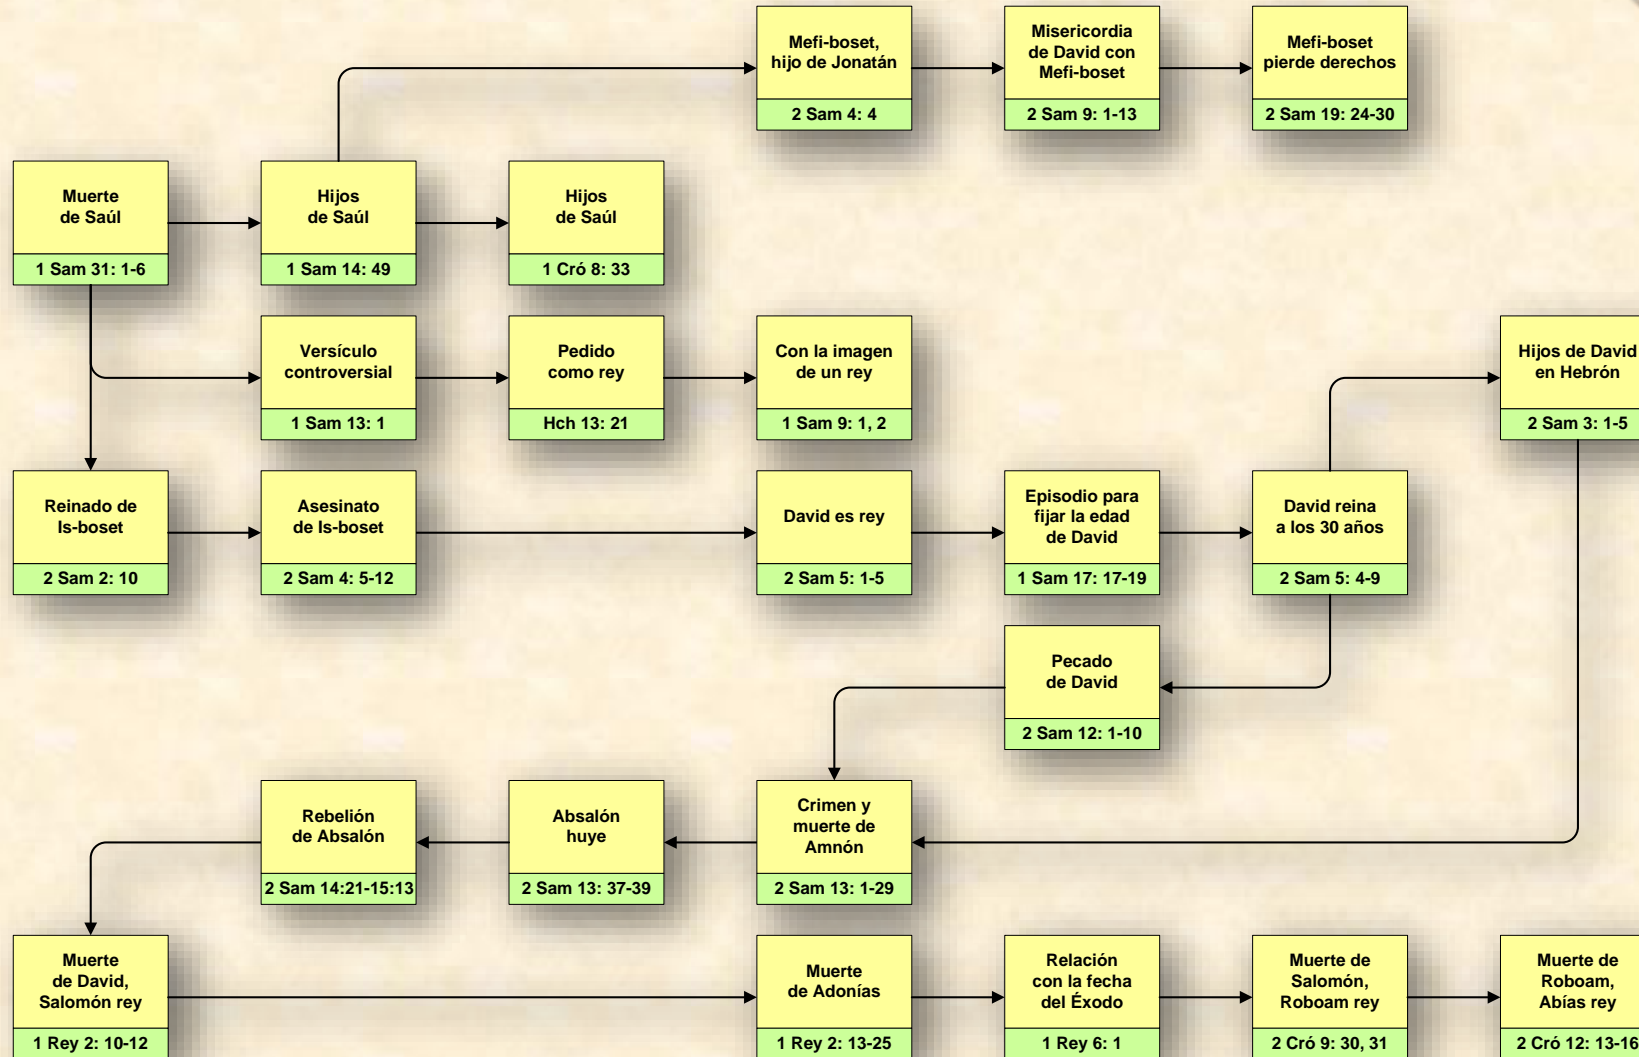 Mefi-boset,
hijo de Jonatán
2 Sam 4: 4
Misericordia
de David con
Mefi-boset
2 Sam 9: 1-13
Mefi-boset
pierde derechos
2 Sam 19: 24-30
Muerte
de Saúl
1 Sam 31: 1-6
Hijos
de Saúl
1 Sam 14: 49
Hijos
de Saúl
1 Cró 8: 33
Versículo
controversial
1 Sam 13: 1
Pedido
como rey
Hch 13: 21
Con la imagen
de un rey
1 Sam 9: 1, 2
Hijos de David
en Hebrón
2 Sam 3: 1-5
Reinado de
Is-boset
2 Sam 2: 10
Asesinato
de Is-boset
2 Sam 4: 5-12
David es rey
2 Sam 5: 1-5
Episodio para
fijar la edad
de David
1 Sam 17: 17-19
David reina
a los 30 años
2 Sam 5: 4-9
Pecado
de David
2 Sam 12: 1-10
Rebelión
de Absalón
2 Sam 14:21-15:13
Absalón
huye
2 Sam 13: 37-39
Crimen y
muerte de
Amnón
2 Sam 13: 1-29
Muerte
de David,
Salomón rey
1 Rey 2: 10-12
Muerte
de Adonías
1 Rey 2: 13-25
Relación
con la fecha
del Éxodo
1 Rey 6: 1
Muerte de
Salomón,
Roboam rey
2 Cró 9: 30, 31
Muerte de
Roboam,
Abías rey
2 Cró 12: 13-16